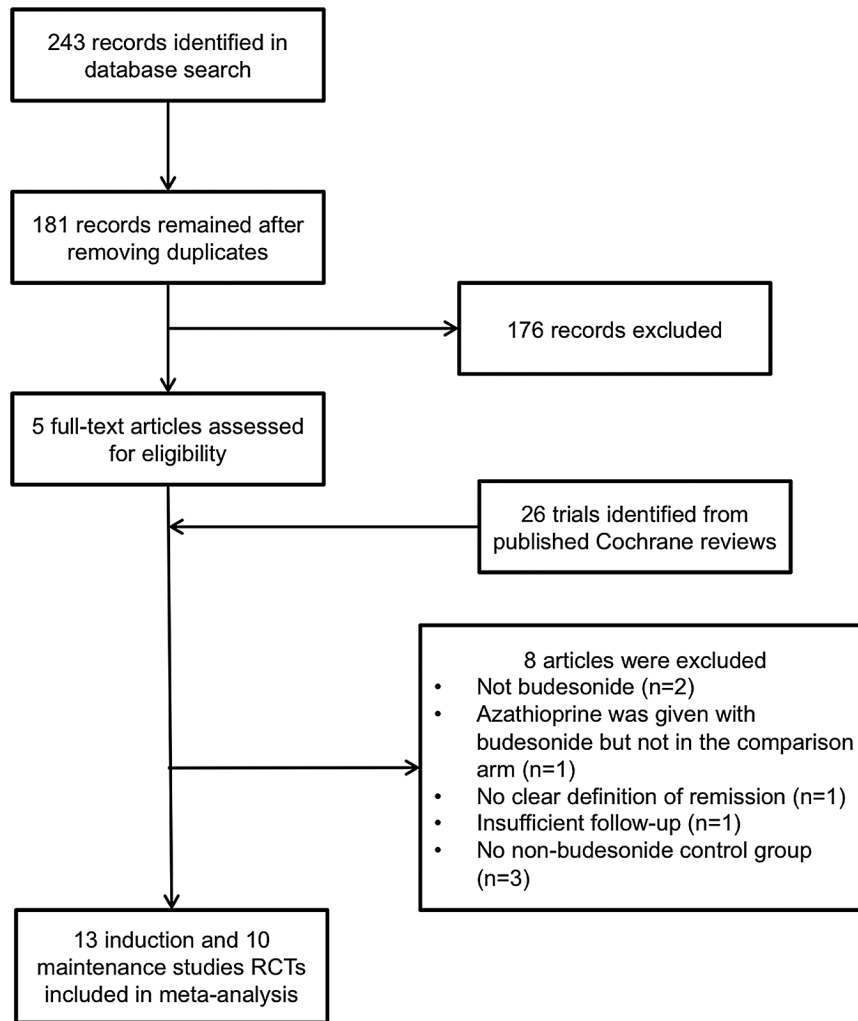 243 records identified in
database search
181 records remained after
removing duplicates
176 records excluded
5 full-text articles assessed
for eligibility
26 trials identified from
published Cochrane reviews
8 articles were excluded
• Not budesonide (n=2)
• Azathioprine was given with
budesonide but not in the comparison
arm (n=1)
• No clear definition of remission (n=1)
• Insufficient follow-up (n=1)
• No non-budesonide control group
(n=3)
13 induction and 10
maintenance studies RCTs
included in meta-analysis